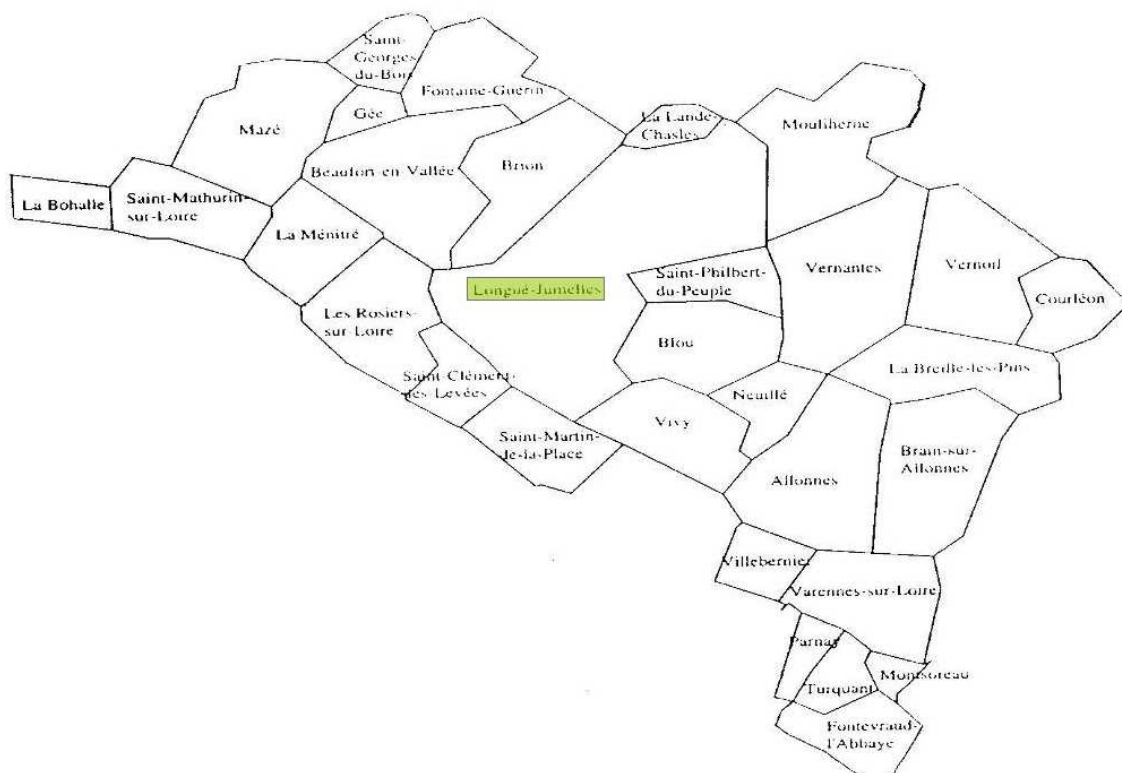 Saint-
Georges
du-Bois
Fontaine-Guérin
Gée
Mazé
La Lande-
Chasles
Mouliherne
Beaufort-en-Vallée
Brion
La Bohalle
Saint-Mathurin-
sur-Loire
La Ménitré
Longué-Jumelles
Saint-Philbert-
du-Peuple
Vernantes
Vernoil
Courléon
Les Rosiers-
sur-Loire
Blou
La Breille-les-Pins
Saint-Clément-
des-Levées
Neuillé
Vivy
Saint-Martin-
de-la-Place
Allonnes
Brain-sur-
Allonnes
Villebernier
Varennes-sur-Loire
Parnay
Turquant
Montsoreau
Fontevraud-
l'Abbaye